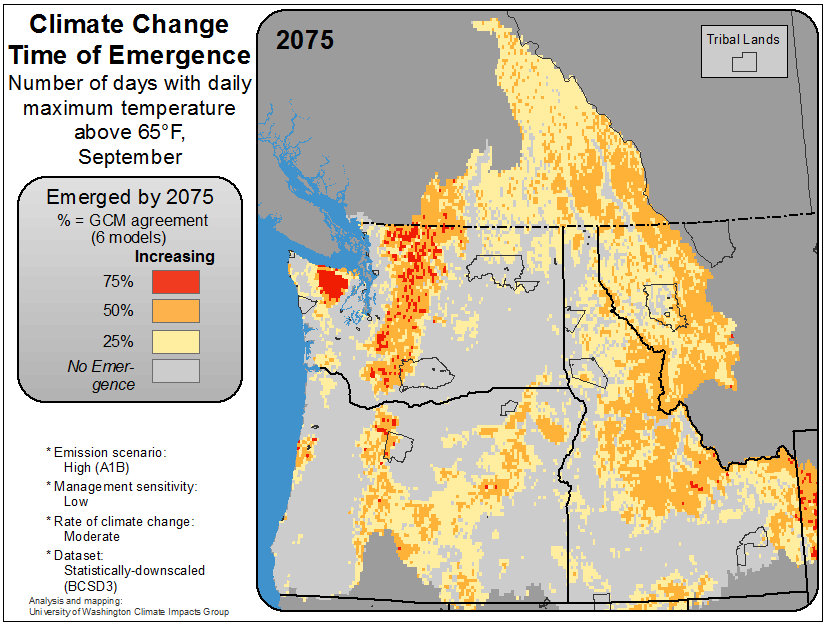 Climate Change
Time of Emergence
Number of days with daily
maximum temperature
above 65°F,
September
Emerged by 2075
% = GCM agreement
(6 models)
Increasing
75%
50%
25%
No Emer-
gence
* Emission scenario:
High (A1B)
* Management sensitivity:
Low
* Rate of climate change:
Moderate
* Dataset:
Statistically-downscaled
(BCSD3)
Analysis and mapping:
University of Washington Climate Impacts Group
2075
Tribal Lands